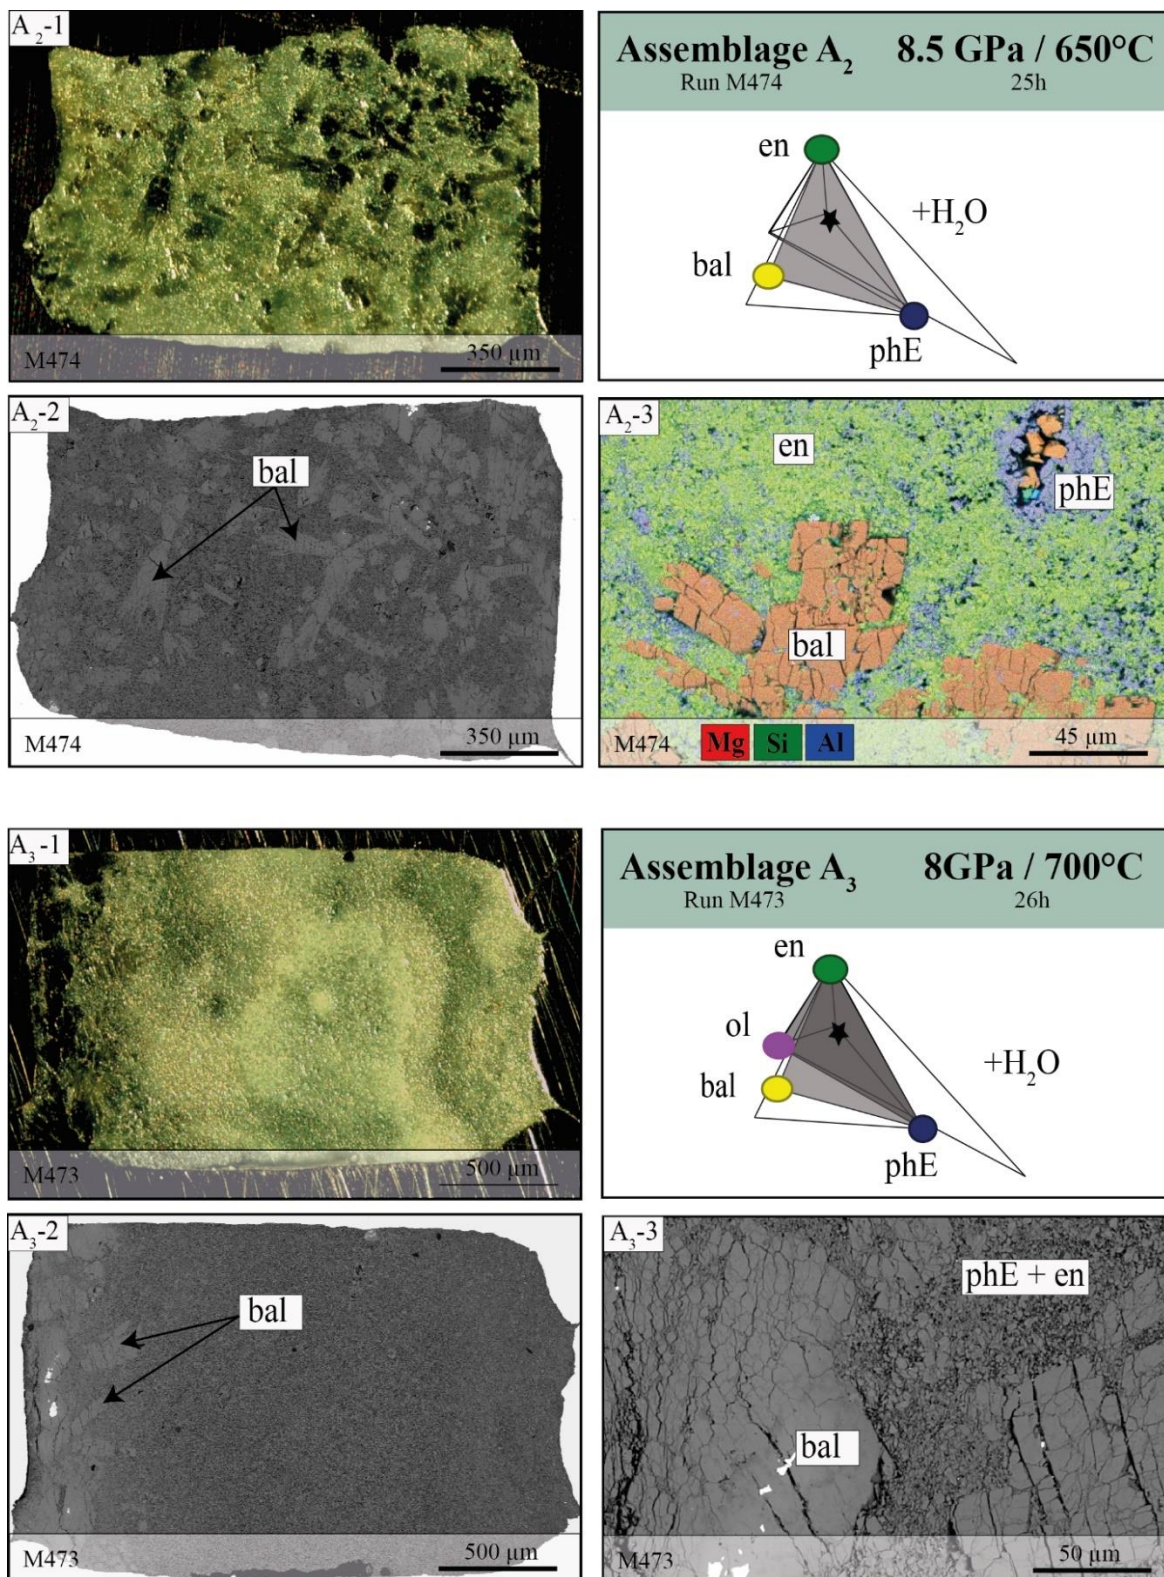 A₂-1
M474
350 µm
Assemblage A₂ 8.5 GPa / 650°C
Run M474 25h
en
+H₂O
bal
phE
A₂-2
bal
M474
350 µm
A₂-3
en
phE
bal
M474 Mg Si Al 45 µm
A₃-1
M473
500 µm
Assemblage A₃ 8GPa / 700°C
Run M473 26h
en
ol
+H₂O
bal
phE
A₃-2
bal
M473
500 µm
A₃-3
phE + en
bal
M473
50 µm